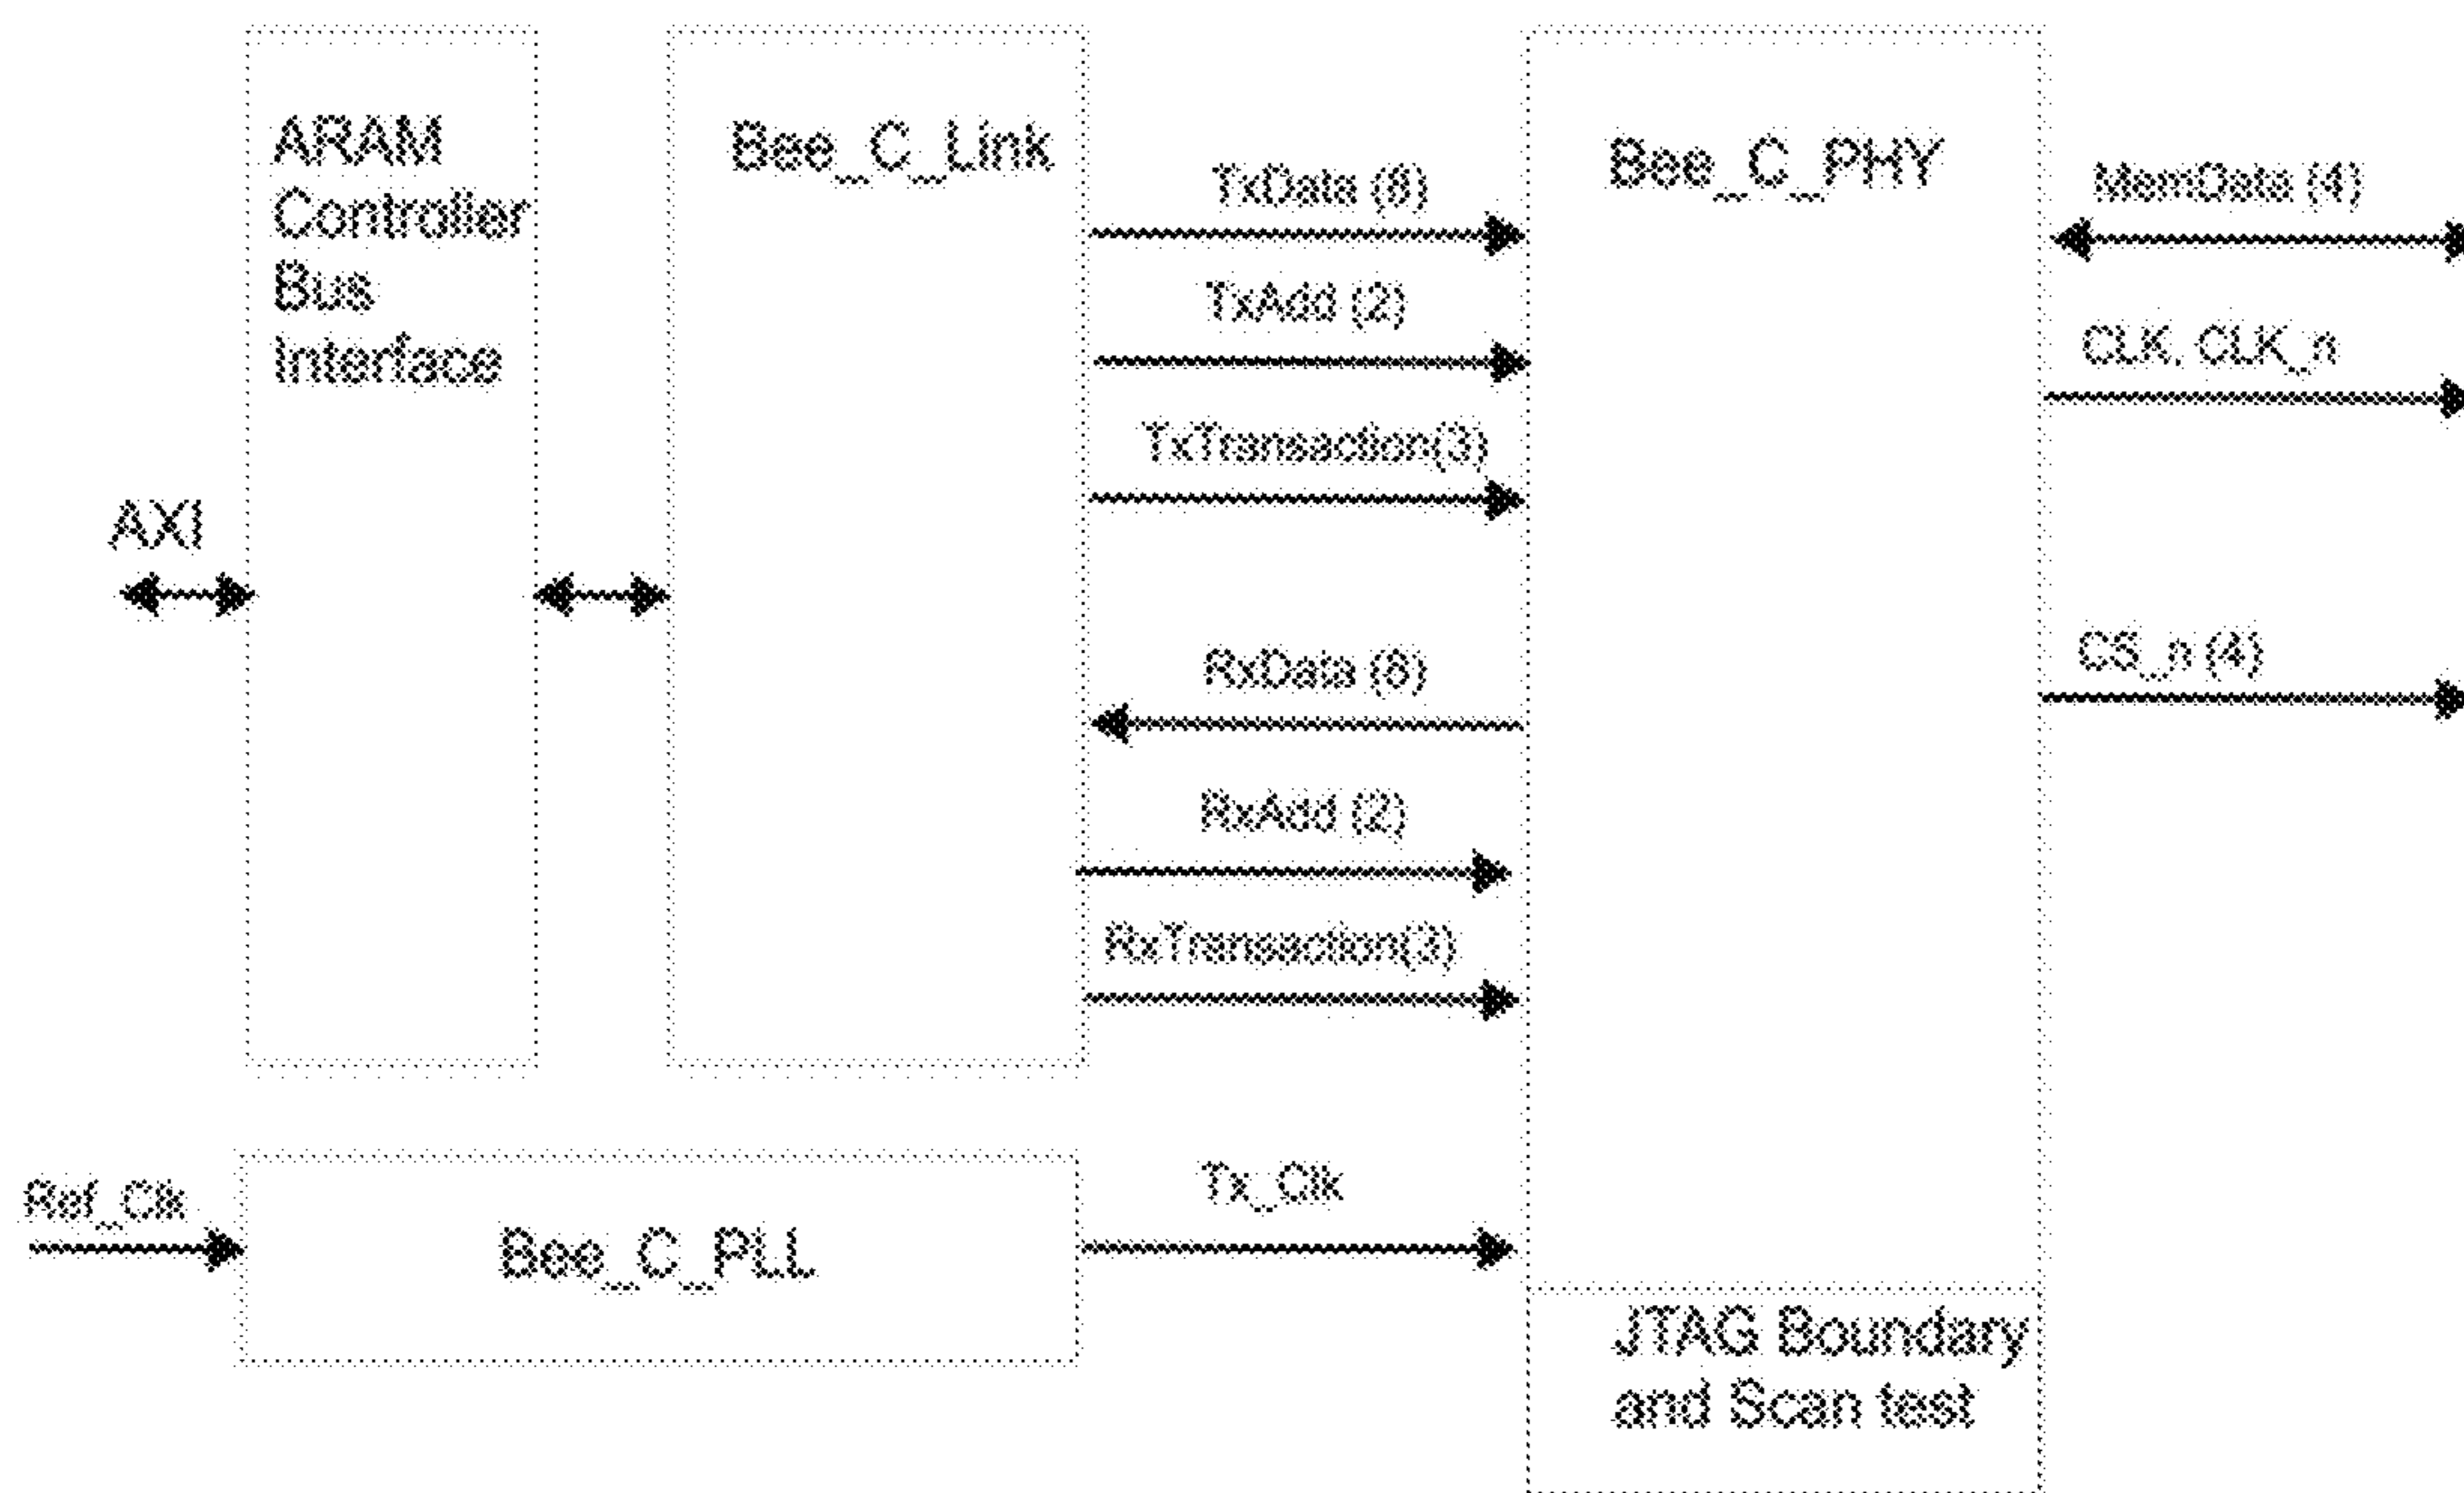 ARAM
Controller
Bus
Interface
Bee_C_Link
Bee_C_PHY
TxData (8)
TxAdd (2)
TxTransaction(3)
RxData (8)
RxAdd (2)
RxTransaction(3)
MemData (4)
CLK, CLK_n
CS_n (4)
AXI
Ref_Clk
Bee_C_PLL
Tx_Clk
JTAG Boundary
and Scan test